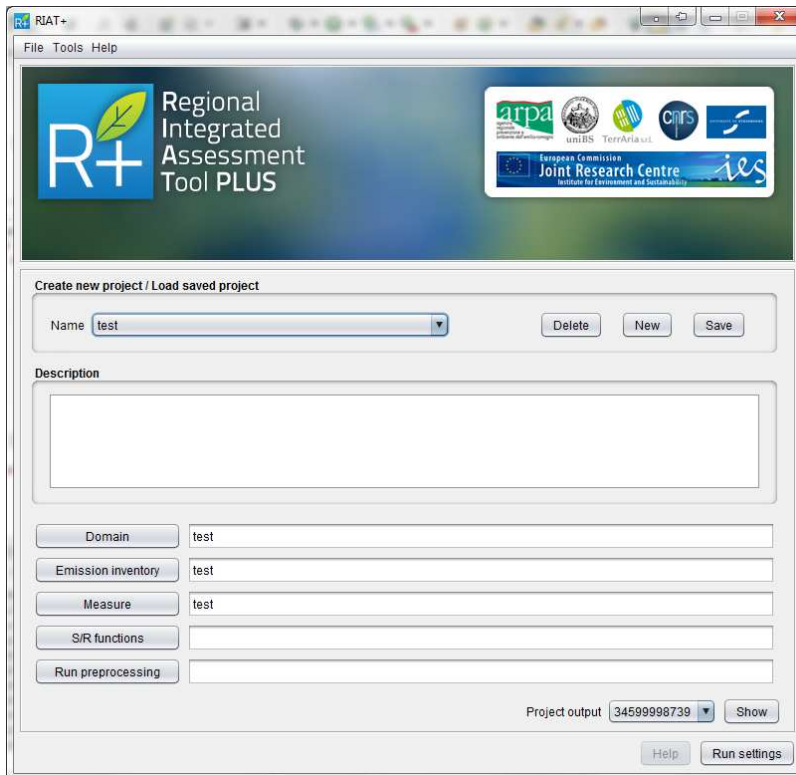 RIAT+
File Tools Help
R+
Regional
Integrated
Assessment
Tool PLUS
arpa
uniBS
TerrAria s.r.l.
cnrs
European Commission
Joint Research Centre
ies
Institute for Environment and Sustainability
Create new project / Load saved project
Name test
Delete New Save
Description
Domain test
Emission inventory test
Measure test
S/R functions
Run preprocessing
Project output 34599998739 Show
Help Run settings